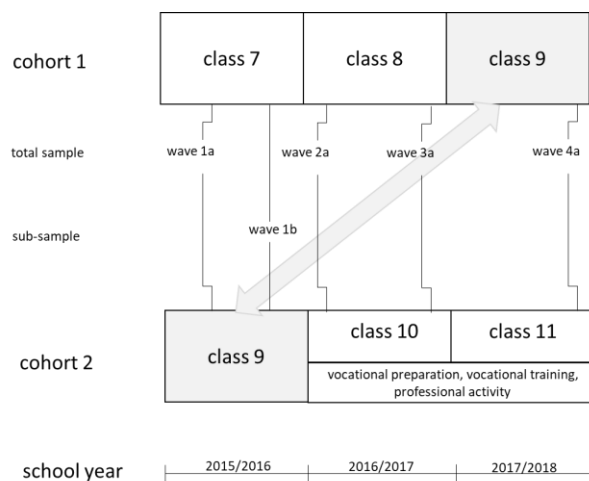 cohort 1
class 7
class 8
class 9
total sample
wave 1a
wave 2a
wave 3a
wave 4a
sub-sample
wave 1b
cohort 2
class 9
class 10
class 11
vocational preparation, vocational training,
professional activity
school year
2015/2016
2016/2017
2017/2018